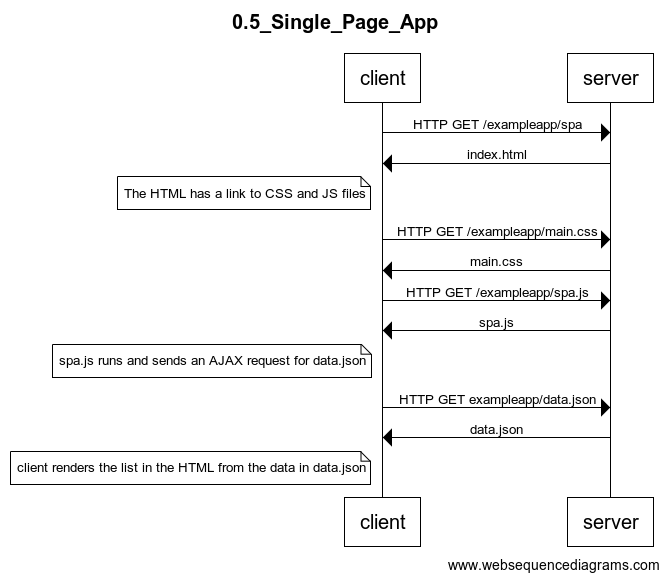 0.5_Single_Page_App
client
server
HTTP GET /exampleapp/spa
index.html
The HTML has a link to CSS and JS files
HTTP GET /exampleapp/main.css
main.css
HTTP GET /exampleapp/spa.js
spa.js
spa.js runs and sends an AJAX request for data.json
HTTP GET exampleapp/data.json
data.json
client renders the list in the HTML from the data in data.json
client
server
www.websequencediagrams.com